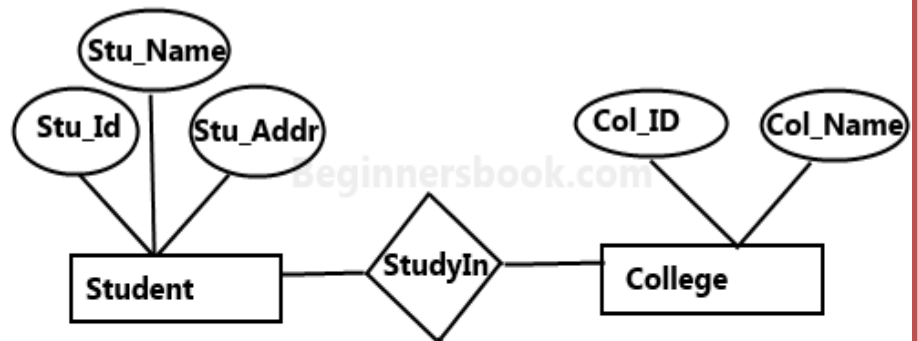 Stu_Name
Stu_Id
Stu_Addr
Col_ID
Col_Name
Beginnersbook.com
Student
StudyIn
College